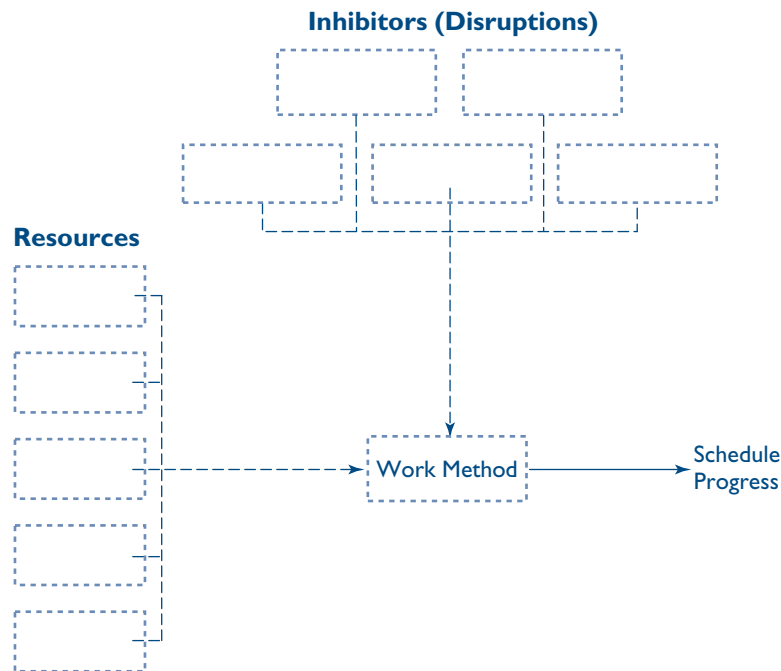 Inhibitors (Disruptions)
Resources
Work Method
Schedule
Progress